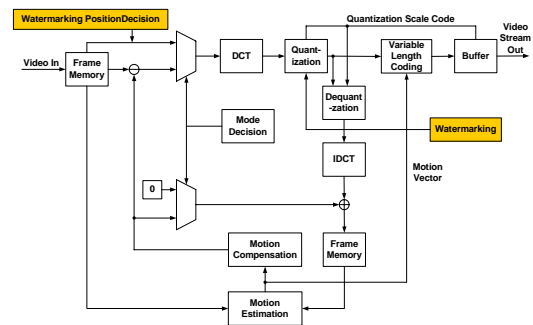 Watermarking PositionDecision
Quantization Scale Code
Video
Stream
Out
Video In
Frame
Memory
DCT
Quant-
ization
Variable
Length
Coding
Buffer
Dequant
-zation
Mode
Decision
Watermarking
IDCT
Motion
Vector
0
Motion
Compensation
Frame
Memory
Motion
Estimation